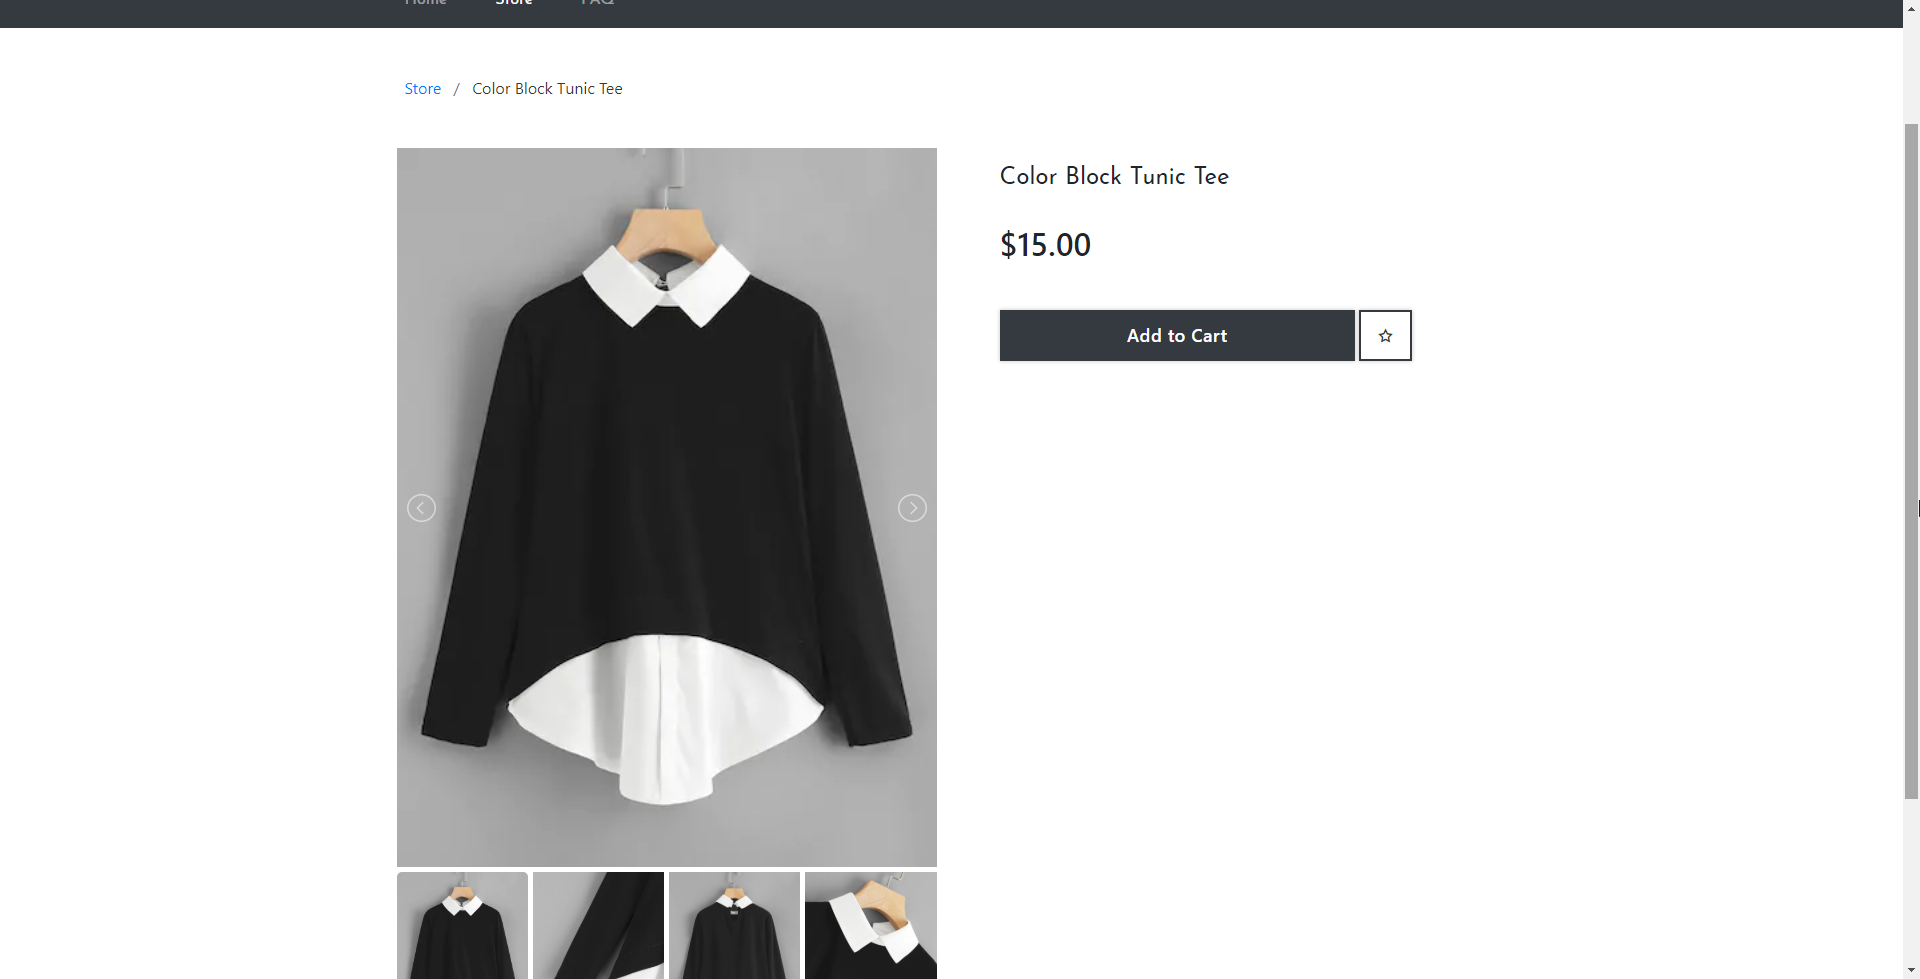 Home Store FAQ
Store / Color Block Tunic Tee
Color Block Tunic Tee
$15.00
Add to Cart